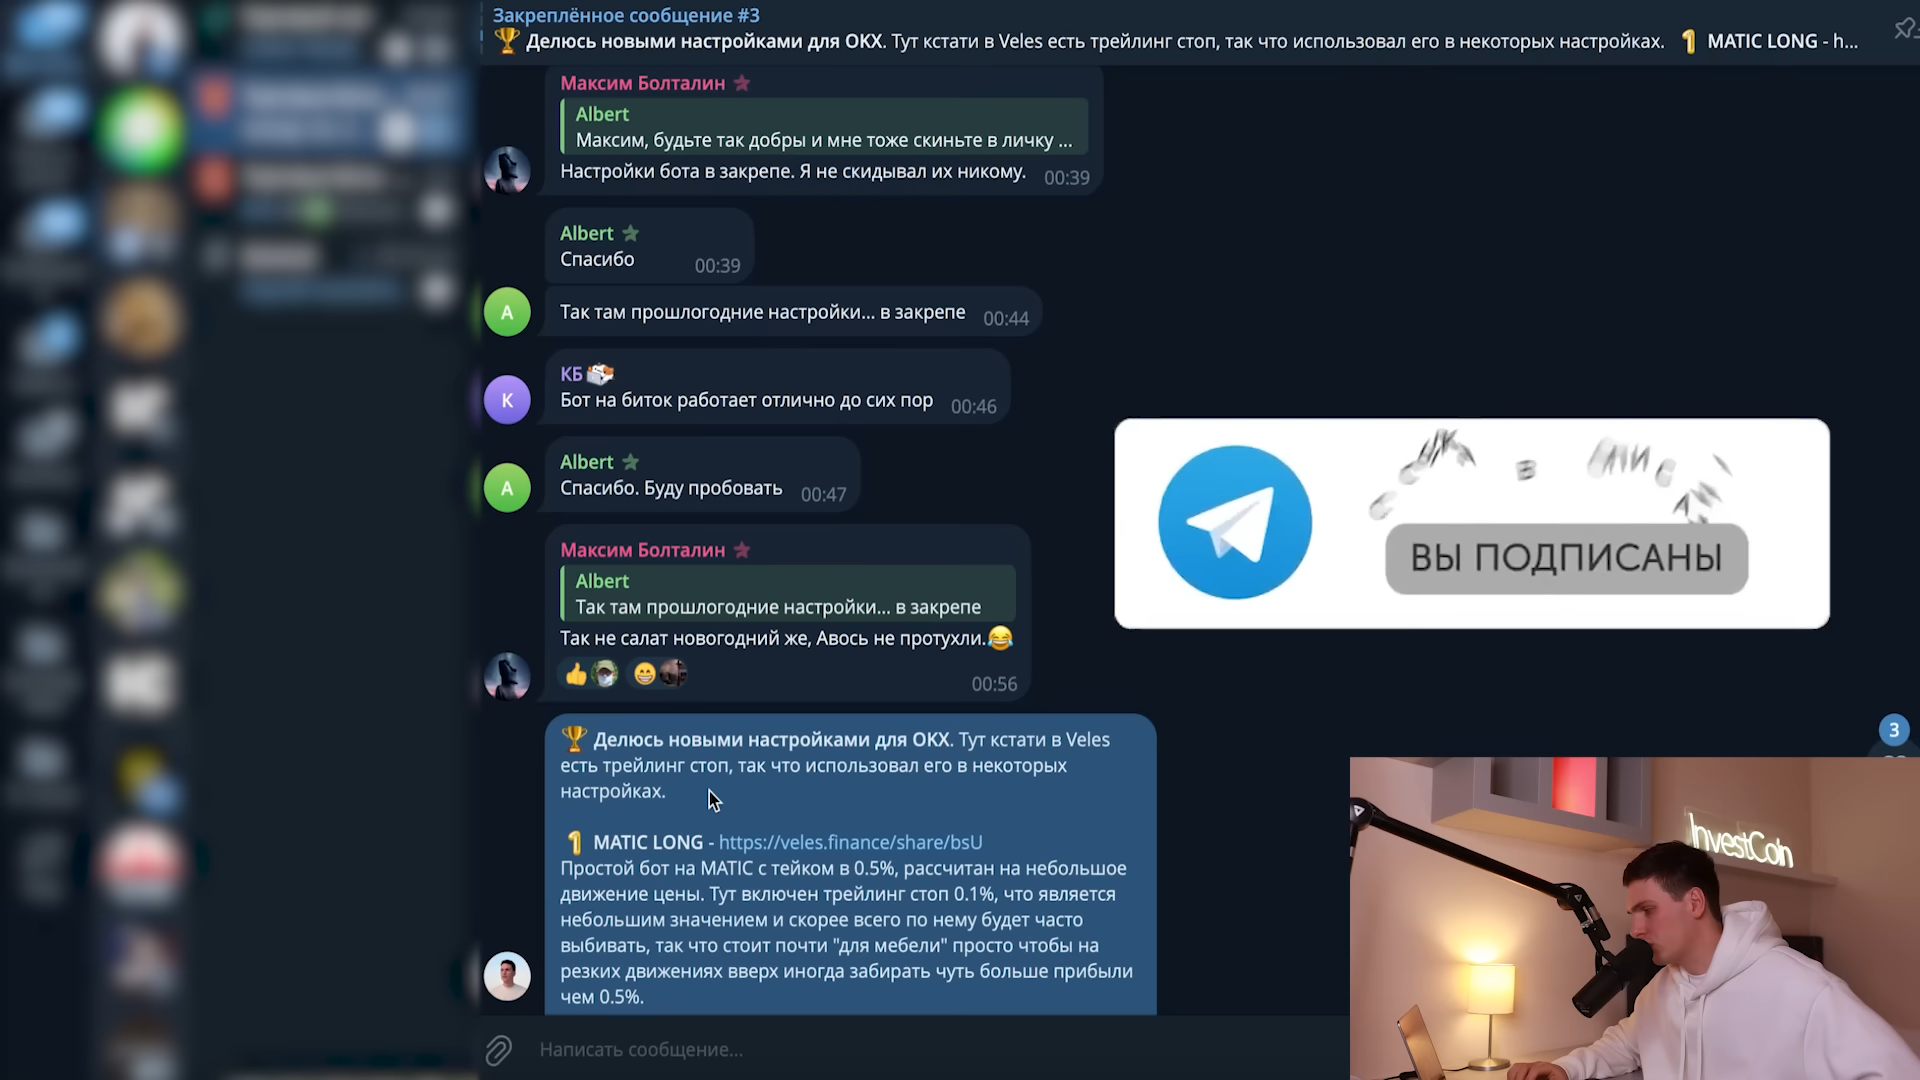 Закреплённое сообщение #3
🏆 Делюсь новыми настройками для OKX. Тут кстати в Veles есть трейлинг стоп, так что использовал его в некоторых настройках. 1 MATIC LONG - h...
Максим Болталин
Albert
Максим, будьте так добры и мне тоже скиньте в личку ...
Настройки бота в закрепе. Я не скидывал их никому. 00:39
Albert
Спасибо 00:39
A
Так там прошлогодние настройки... в закрепе 00:44
КБ
К
Бот на биток работает отлично до сих пор 00:46
Albert
A
Спасибо. Буду пробовать 00:47
ВЫ ПОДПИСАНЫ
Максим Болталин
Albert
Так там прошлогодние настройки... в закрепе
Так не салат новогодний же, Авось не протухли.😂
👍 😁 00:56
3
🏆 Делюсь новыми настройками для OKX. Тут кстати в Veles
есть трейлинг стоп, так что использовал его в некоторых
настройках.
1 MATIC LONG - https://veles.finance/share/bsU
Простой бот на MATIC с тейком в 0.5%, рассчитан на небольшое
движение цены. Тут включен трейлинг стоп 0.1%, что является
небольшим значением и скорее всего по нему будет часто
выбивать, так что стоит почти "для мебели" просто чтобы на
резких движениях вверх иногда забирать чуть больше прибыли
чем 0.5%.
InvestCoin
Написать сообщение...